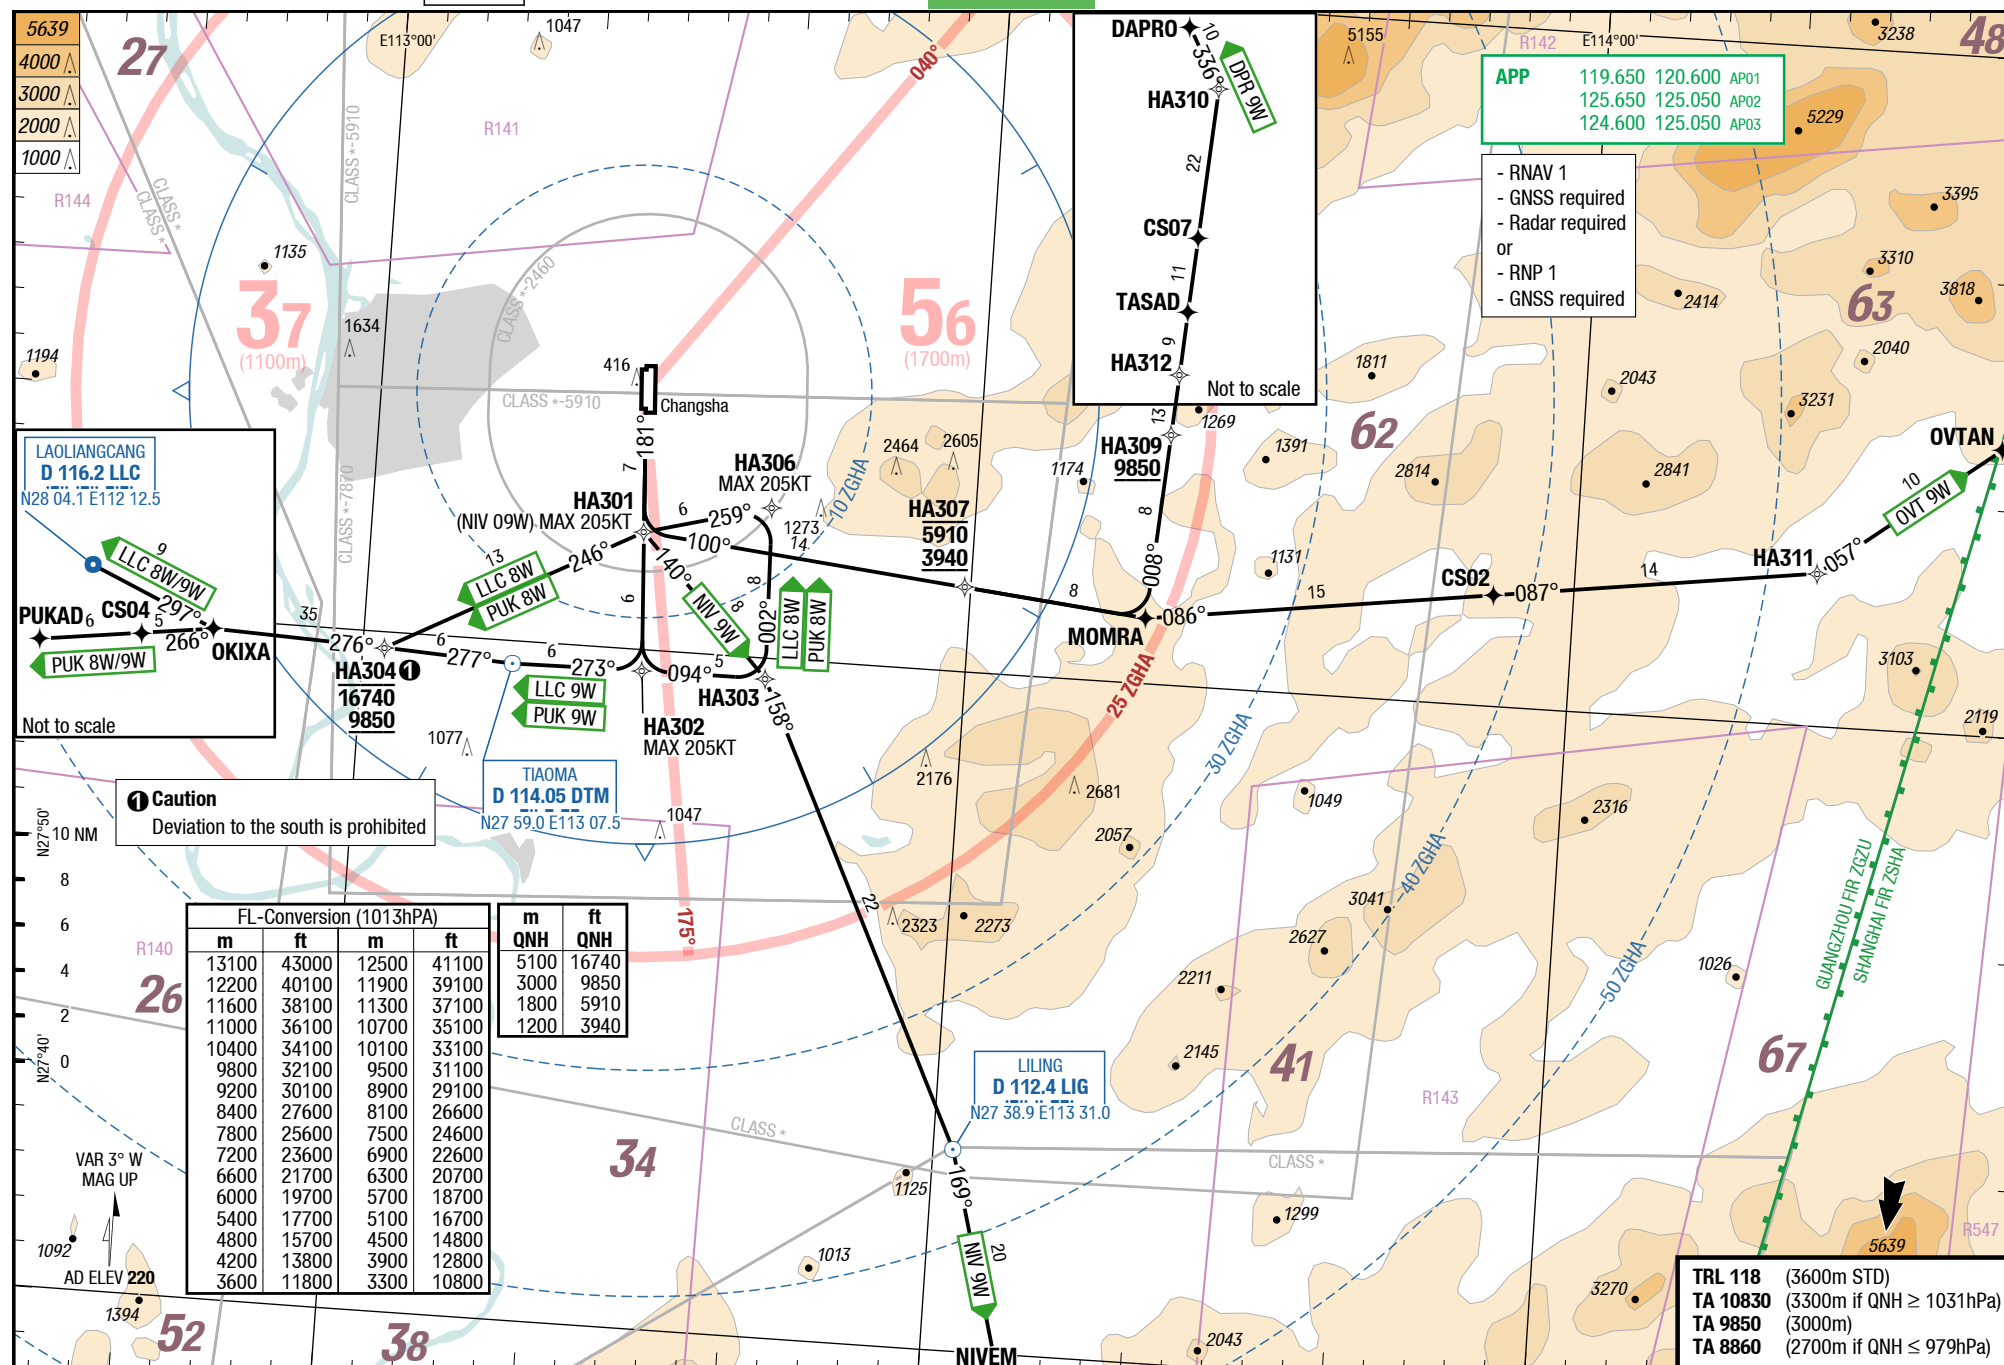 5639
4000
3000
2000
1000
27
E113°00'
1047
040°
CLASS *-5910
R141
R144
CLASS *
CLASS *
1135
37
(1100m)
1634
1194
CLASS *-2460
56
(1700m)
416
Changsha
CLASS *-5910
DAPRO
10
336°
DPR 9W
HA310
22
CS07
11
TASAD
9
HA312
Not to scale
13
HA309
9850
1269
5155
R142
E114°00'
3238
48
APP 119.650 120.600 AP01
125.650 125.050 AP02
124.600 125.050 AP03
5229
- RNAV 1
- GNSS required
- Radar required
or
- RNP 1
- GNSS required
3395
3310
3818
63
2414
2040
1811
2043
3231
62
1391
2814
2841
OVTAN
10
OVT 9W
LAOLIANGCANG
D 116.2 LLC
N28 04.1 E112 12.5
9
LLC 8W/9W
297°
PUKAD
6
CS04
5
266°
OKIXA
PUK 8W/9W
Not to scale
CLASS *-7870
35
276°
HA304 1
16740
9850
181°
7
HA301
(NIV 09W) MAX 205KT
HA306
MAX 205KT
6
259°
1273
10 ZGHA
100°
14
13
LLC 8W
PUK 8W
246°
140°
8
NIV 9W
6
8
002°
LLC 8W
PUK 8W
6
277°
6
273°
LLC 9W
PUK 9W
094°
5
HA303
158°
HA302
MAX 205KT
2464
2605
1174
HA307
5910
3940
8
008°
8
MOMRA
086°
15
1131
CS02
087°
14
HA311
057°
25 ZGHA
30 ZGHA
3103
2119
1077
TIAOMA
D 114.05 DTM
N27 59.0 E113 07.5
1 Caution
Deviation to the south is prohibited
1047
2176
2681
2057
1049
2316
N27°50'
10 NM
8
6
4
2
0
N27°40'
175°
22
2323
2273
3041
40 ZGHA
2627
2211
50 ZGHA
1026
GUANGZHOU FIR ZGZU
SHANGHAI FIR ZSHA
R140
26
FL-Conversion (1013hPA)
m ft m ft
13100 43000 12500 41100
12200 40100 11900 39100
11600 38100 11300 37100
11000 36100 10700 35100
10400 34100 10100 33100
9800 32100 9500 31100
9200 30100 8900 29100
8400 27600 8100 26600
7800 25600 7500 24600
7200 23600 6900 22600
6600 21700 6300 20700
6000 19700 5700 18700
5400 17700 5100 16700
4800 15700 4500 14800
4200 13800 3900 12800
3600 11800 3300 10800
m ft
QNH QNH
5100 16740
3000 9850
1800 5910
1200 3940
2145
41
67
R143
LILING
D 112.4 LIG
N27 38.9 E113 31.0
CLASS *
34
CLASS *
1125
169°
20
NIV 9W
NIVEM
1299
1013
VAR 3° W
MAG UP
1092
AD ELEV 220
1394
52
38
2043
3270
R547
5639
TRL 118 (3600m STD)
TA 10830 (3300m if QNH ≥ 1031hPa)
TA 9850 (3000m)
TA 8860 (2700m if QNH ≤ 979hPa)